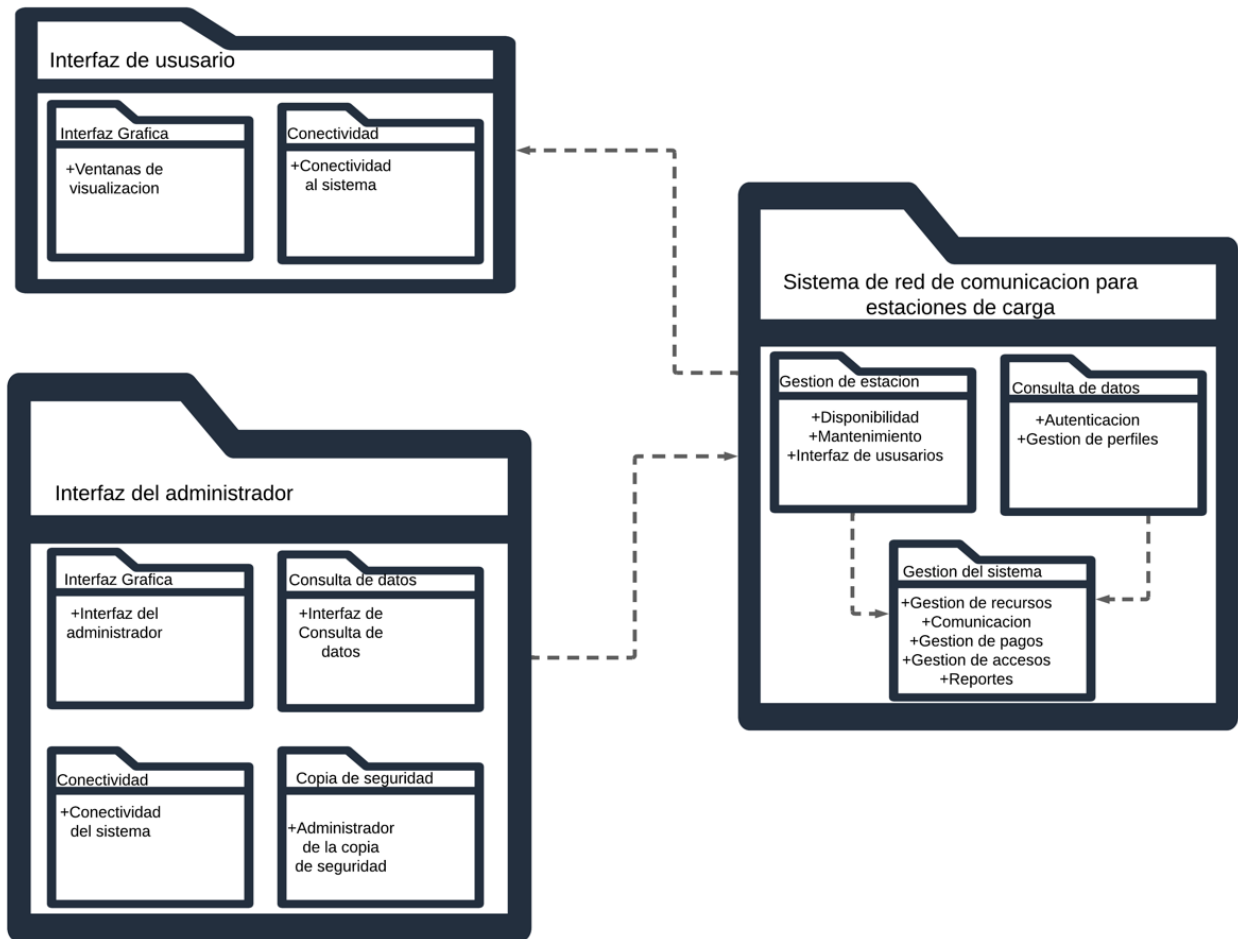 Interfaz de ususario
Interfaz Grafica
+Ventanas de
visualizacion
Conectividad
+Conectividad
al sistema
Sistema de red de comunicacion para
estaciones de carga
Gestion de estacion
+Disponibilidad
+Mantenimiento
+Interfaz de ususarios
Consulta de datos
+Autenticacion
+Gestion de perfiles
Gestion del sistema
+Gestion de recursos
+Comunicacion
+Gestion de pagos
+Gestion de accesos
+Reportes
Interfaz del administrador
Interfaz Grafica
+Interfaz del
administrador
Consulta de datos
+Interfaz de
Consulta de
datos
Conectividad
+Conectividad
del sistema
Copia de seguridad
+Administrador
de la copia
de seguridad